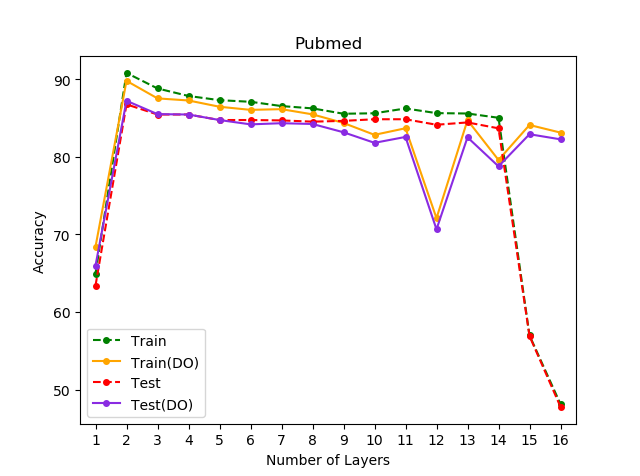 Pubmed
Accuracy
90
80
70
60
50
Train
Train(DO)
Test
Test(DO)
1 2 3 4 5 6 7 8 9 10 11 12 13 14 15 16
Number of Layers